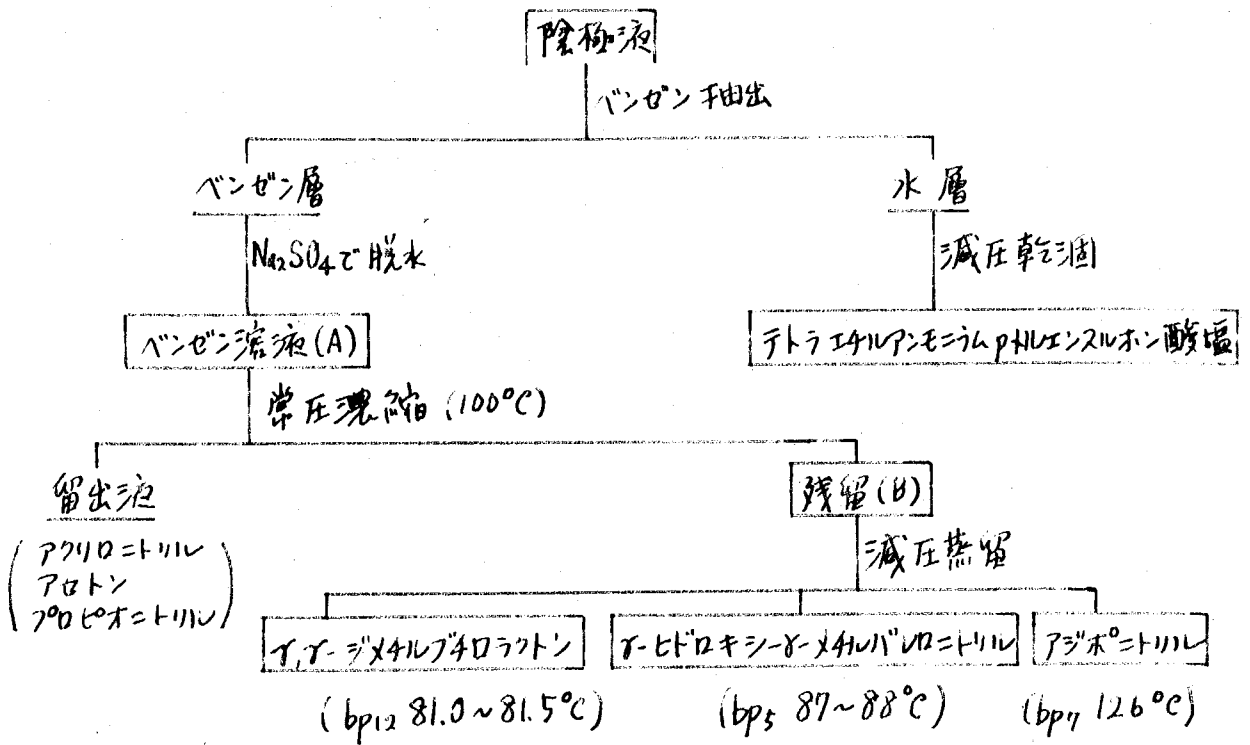 陰極液
ベンゼン抽出
ベンゼン層
水層
Na₂SO₄で脱水
減圧乾涸
ベンゼン溶液(A)
テトラエチルアンモニウムpトルエンスルホン酸塩
常圧濃縮 (100℃)
留出液
残留(B)
アクリロニトリル
アセトン
プロピオニトリル
減圧蒸留
γ,γ-ジメチルブチロラクトン
γ-ヒドロキシ-γ-メチルバレロニトリル
アジポニトリル
(bp₁₂ 81.0~81.5℃)
(bp₅ 87~88℃)
(bp₇ 126℃)